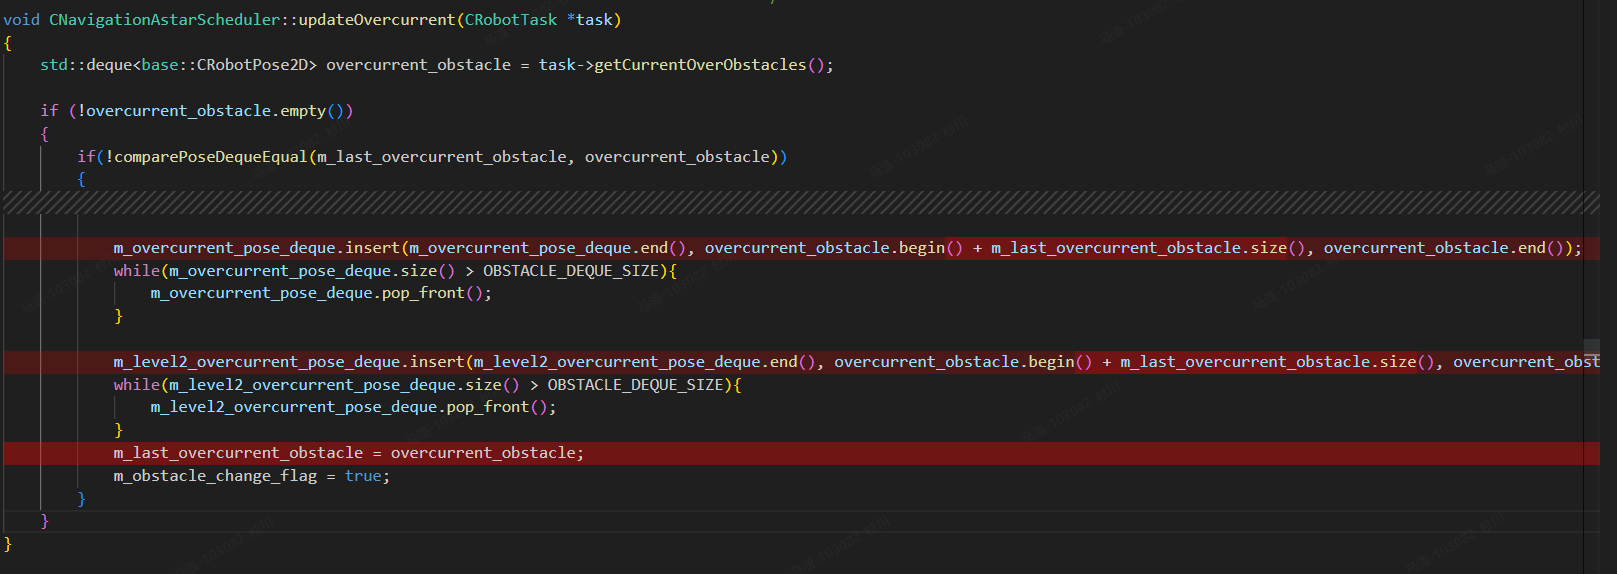 void CNavigationAstarScheduler::updateOvercurrent(CRobotTask *task)
{
    std::deque<base::CRobotPose2D> overcurrent_obstacle = task->getCurrentOverObstacles();
    if (!overcurrent_obstacle.empty())
    {
        if(!comparePoseDequeEqual(m_last_overcurrent_obstacle, overcurrent_obstacle))
        {
            m_overcurrent_pose_deque.insert(m_overcurrent_pose_deque.end(), overcurrent_obstacle.begin() + m_last_overcurrent_obstacle.size(), overcurrent_obstacle.end());
            while(m_overcurrent_pose_deque.size() > OBSTACLE_DEQUE_SIZE){
                m_overcurrent_pose_deque.pop_front();
            }
            m_level2_overcurrent_pose_deque.insert(m_level2_overcurrent_pose_deque.end(), overcurrent_obstacle.begin() + m_last_overcurrent_obstacle.size(), overcurrent_obst
            while(m_level2_overcurrent_pose_deque.size() > OBSTACLE_DEQUE_SIZE){
                m_level2_overcurrent_pose_deque.pop_front();
            }
            m_last_overcurrent_obstacle = overcurrent_obstacle;
            m_obstacle_change_flag = true;
        }
    }
}